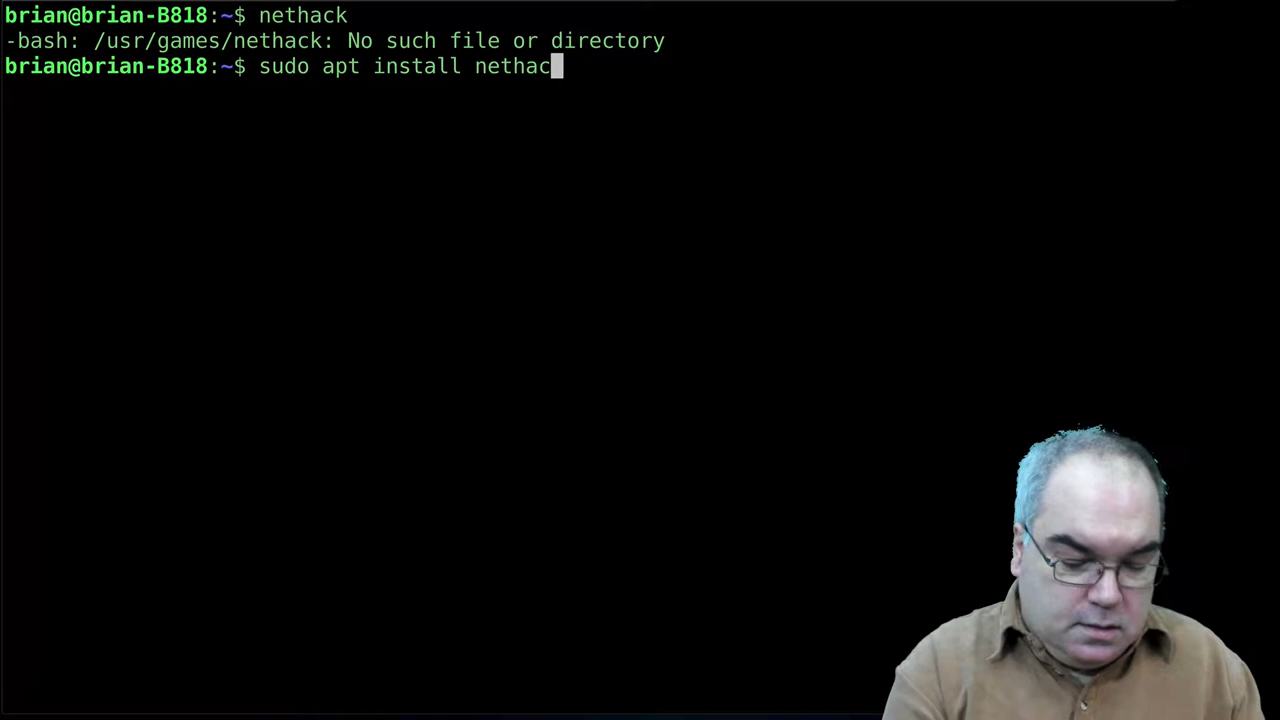 brian@brian-B818:~$ nethack
-bash: /usr/games/nethack: No such file or directory
brian@brian-B818:~$ sudo apt install nethac